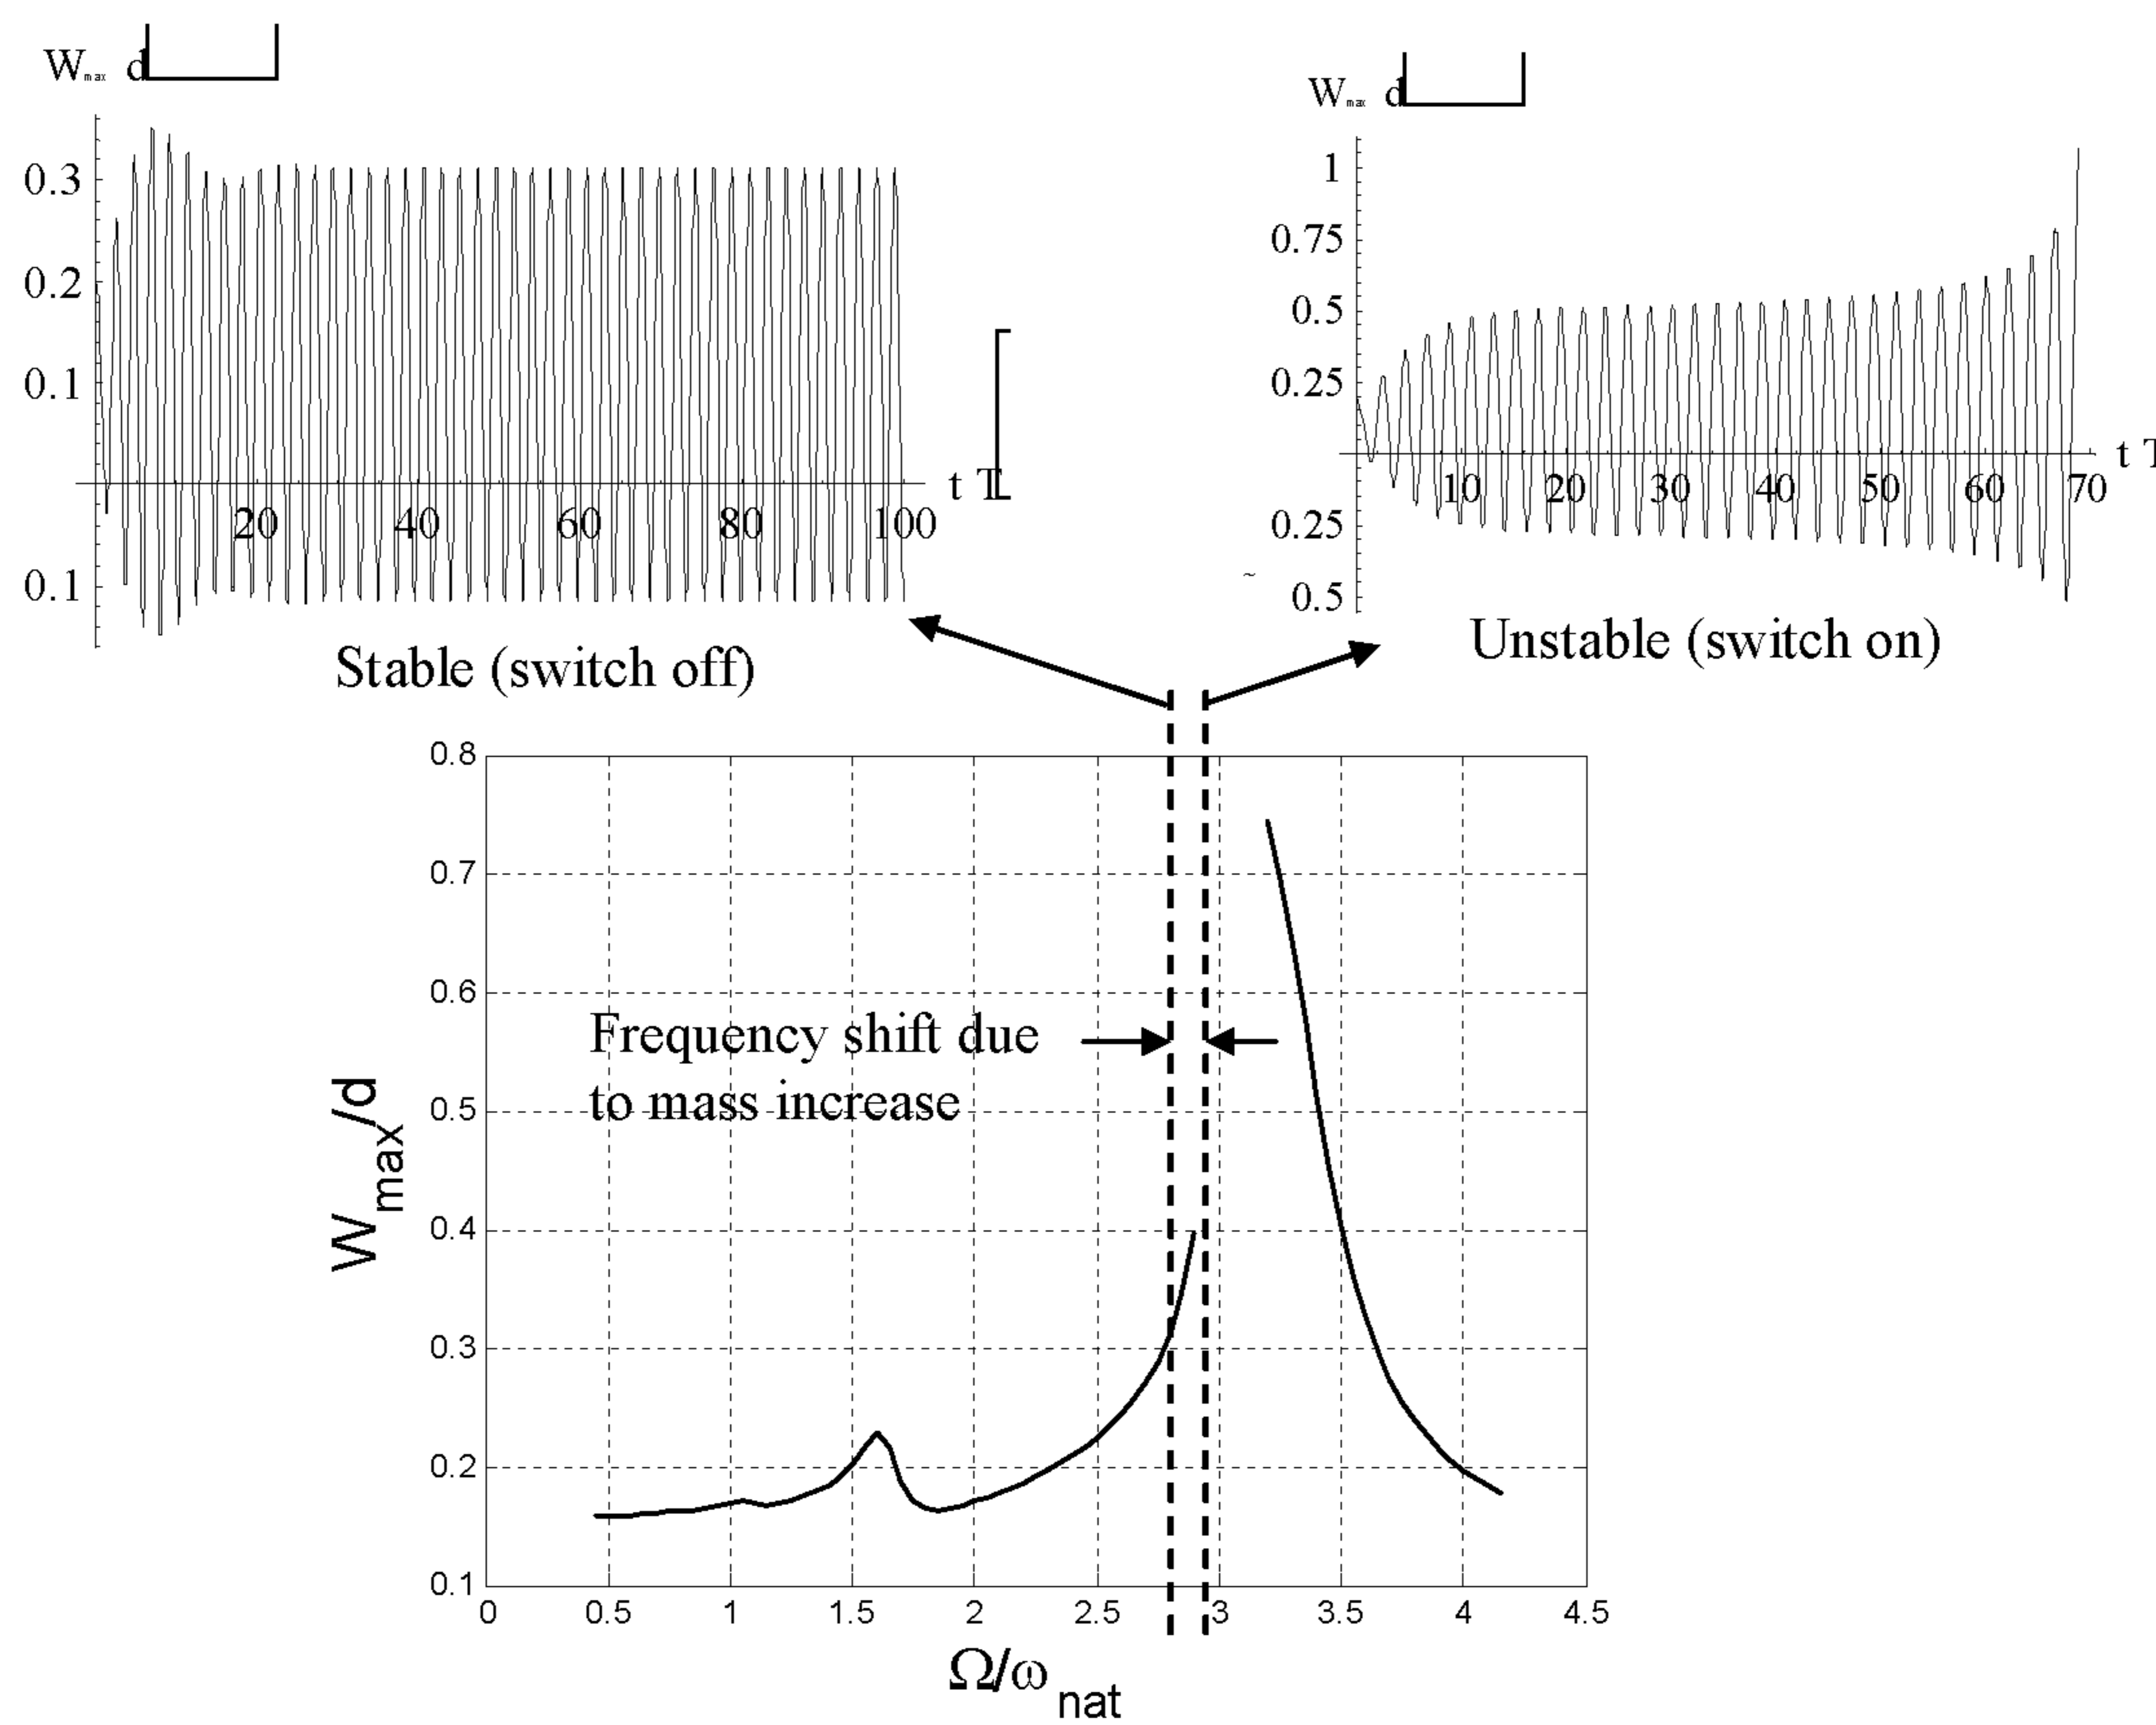 W max d
0.3
0.2
0.1
0.1
20 40 60 80 100
t T
Stable (switch off)
W max d
1
0.75
0.5
0.25
0.25
~
0.5
10 20 30 40 50 60 70
t T
Unstable (switch on)
0.8
0.7
0.6
0.5
0.4
0.3
0.2
0.1
Frequency shift due
to mass increase
Wmax/d
0 0.5 1 1.5 2 2.5 3 3.5 4 4.5
Ω/ωnat